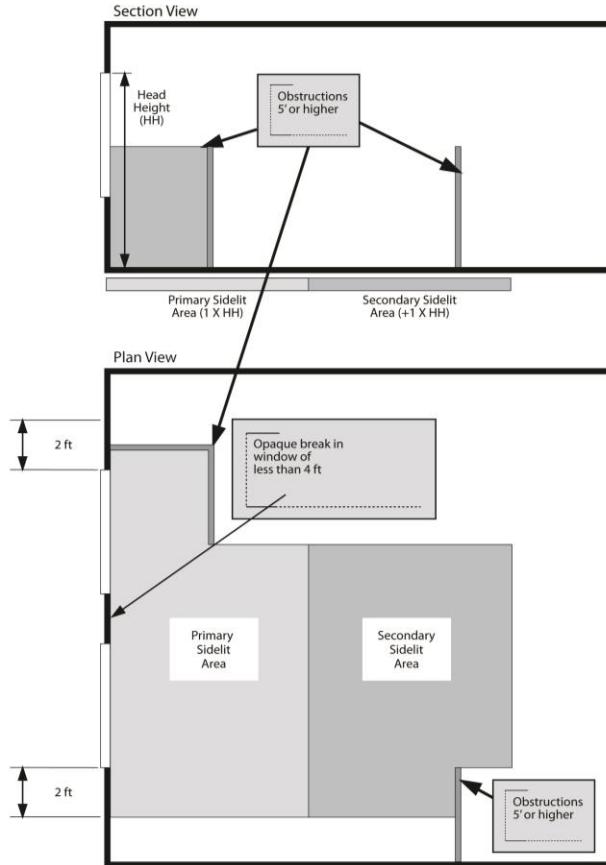 Section View
Head
Height
(HH)
Obstructions
5' or higher
Primary Sidelit
Area (1 X HH)
Secondary Sidelit
Area (+1 X HH)
Plan View
2 ft
Opaque break in
window of
less than 4 ft
Primary
Sidelit
Area
Secondary
Sidelit
Area
2 ft
Obstructions
5' or higher